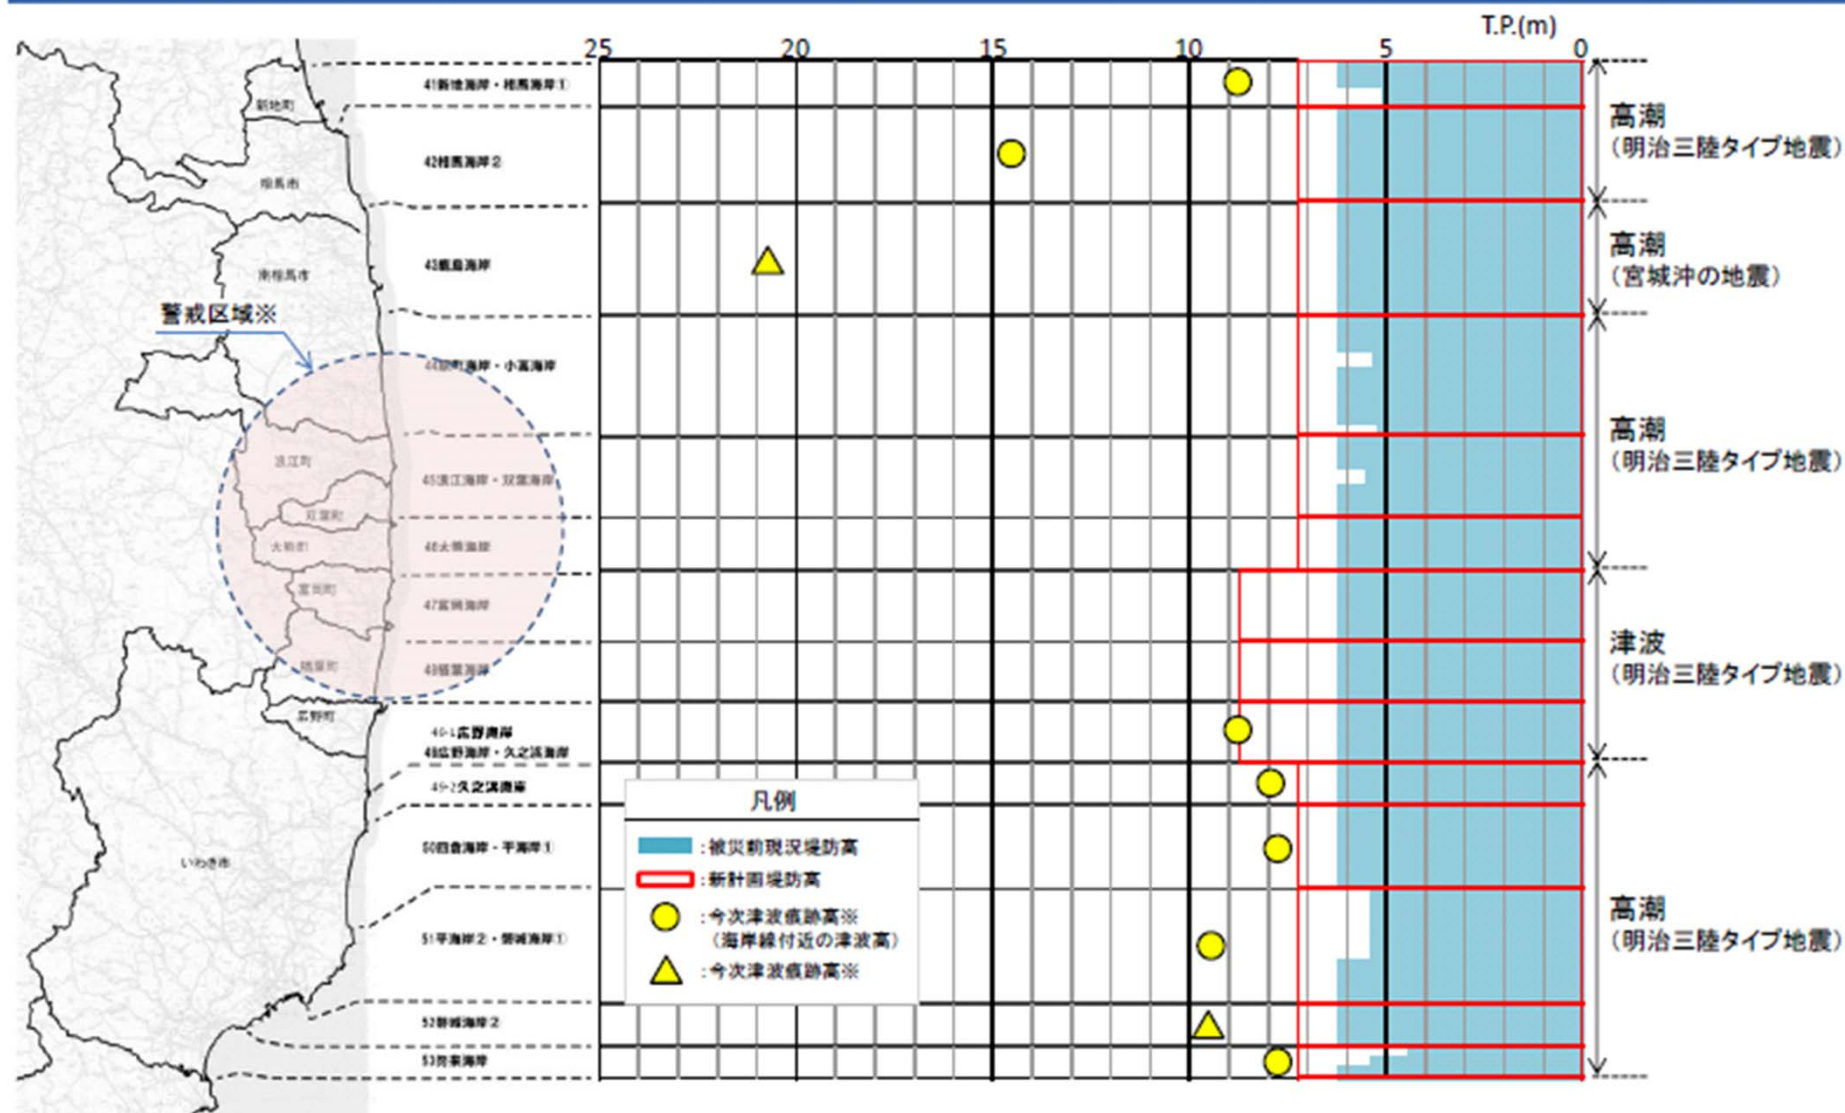 T.P.(m)
25 20 15 10 5 0
新地町
相馬市
南相馬市
警戒区域※
浪江町
双葉町
大熊町
富岡町
楢葉町
広野町
いわき市
41新地海岸・相馬海岸①
42相馬海岸②
43鹿島海岸
海岸・小高海岸
45浪江海岸・双葉海岸
46大熊海岸
47富岡海岸
48楢葉海岸
49-1広野海岸
49広野海岸・久之浜海岸
49-2久之浜海岸
50四倉海岸・平海岸①
51平海岸②・磐城海岸①
52磐城海岸②
53勿来海岸
高潮
(明治三陸タイプ地震)
高潮
(宮城沖の地震)
高潮
(明治三陸タイプ地震)
津波
(明治三陸タイプ地震)
高潮
(明治三陸タイプ地震)
凡例
:被災前現況堤防高
:新計画堤防高
:今次津波痕跡高※
(海岸線付近の津波高)
:今次津波痕跡高※